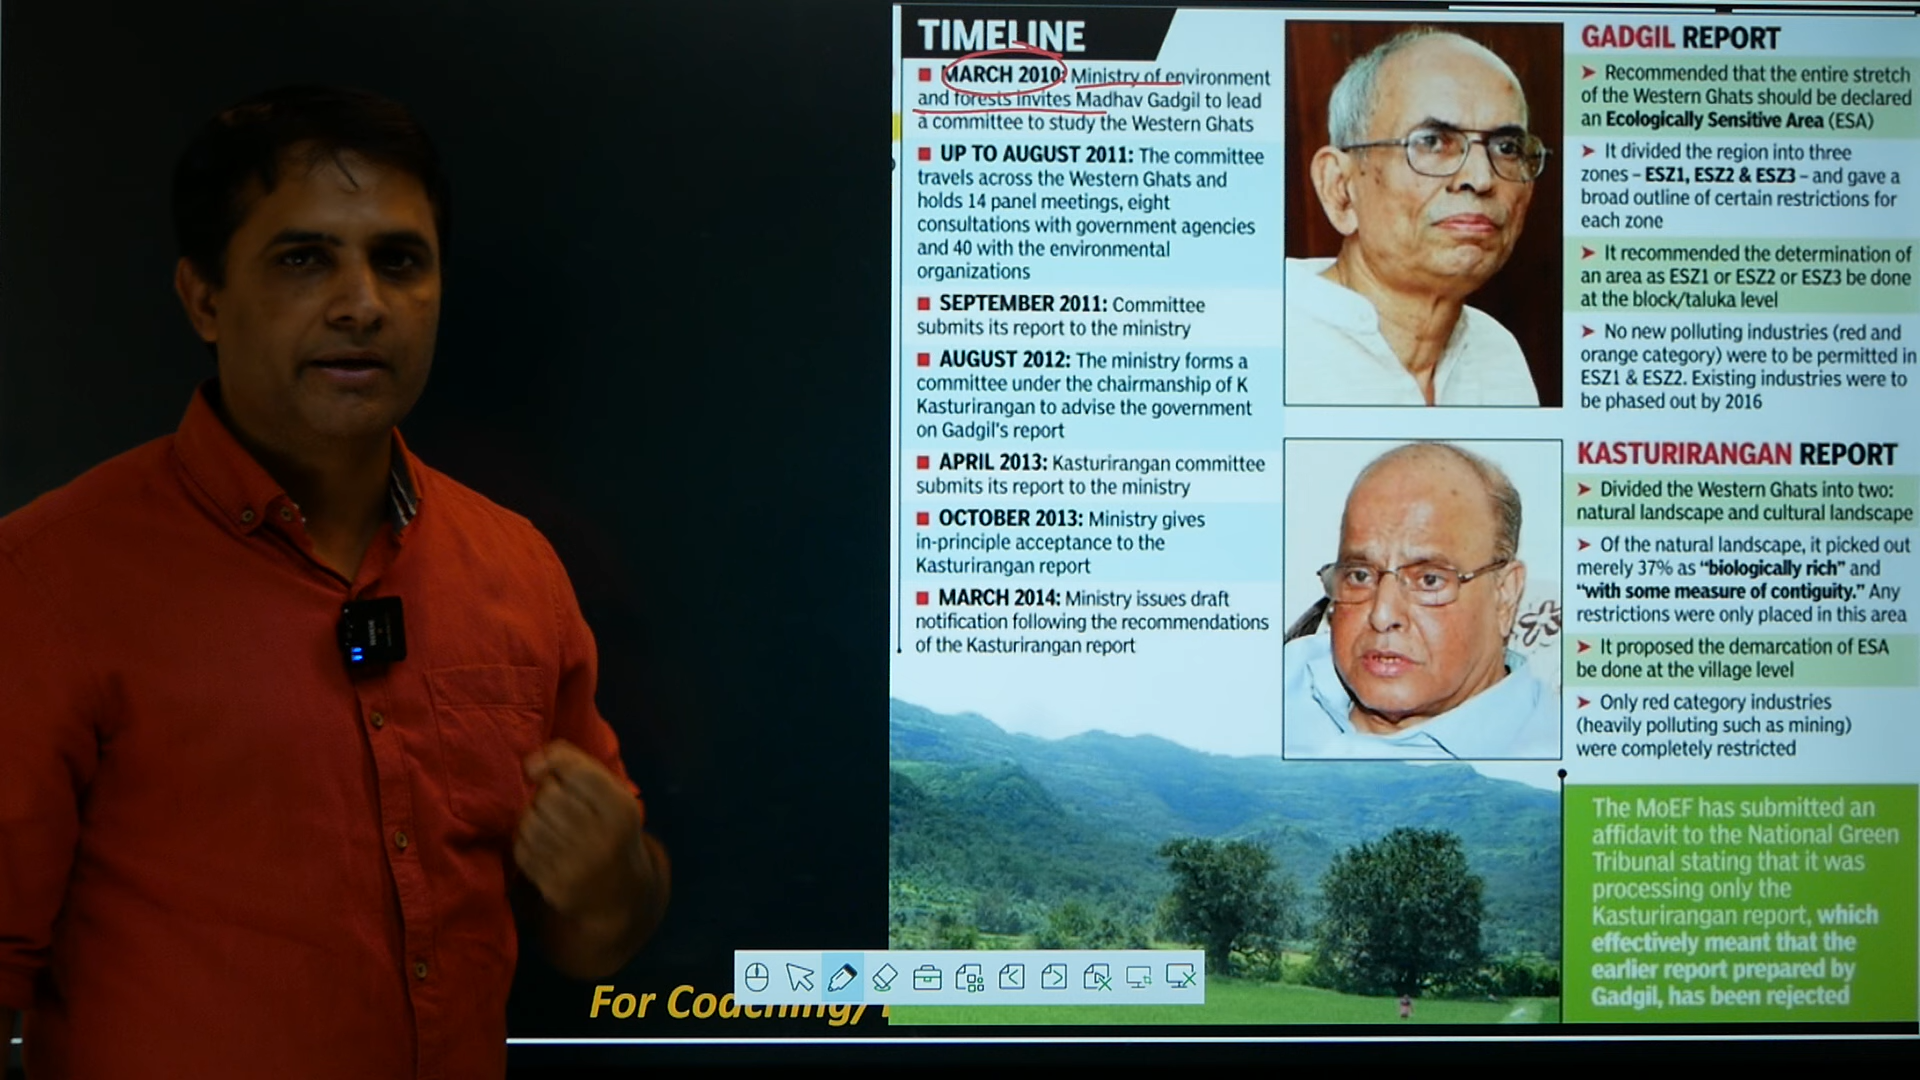 TIMELINE
MARCH 2010: Ministry of environment
and forests invites Madhav Gadgil to lead
a committee to study the Western Ghats
UP TO AUGUST 2011: The committee
travels across the Western Ghats and
holds 14 panel meetings, eight
consultations with government agencies
and 40 with the environmental
organizations
SEPTEMBER 2011: Committee
submits its report to the ministry
AUGUST 2012: The ministry forms a
committee under the chairmanship of K
Kasturirangan to advise the government
on Gadgil's report
APRIL 2013: Kasturirangan committee
submits its report to the ministry
OCTOBER 2013: Ministry gives
in-principle acceptance to the
Kasturirangan report
MARCH 2014: Ministry issues draft
notification following the recommendations
of the Kasturirangan report
GADGIL REPORT
Recommended that the entire stretch
of the Western Ghats should be declared
an Ecologically Sensitive Area (ESA)
It divided the region into three
zones – ESZ1, ESZ2 & ESZ3 – and gave a
broad outline of certain restrictions for
each zone
It recommended the determination of
an area as ESZ1 or ESZ2 or ESZ3 be done
at the block/taluka level
No new polluting industries (red and
orange category) were to be permitted in
ESZ1 & ESZ2. Existing industries were to
be phased out by 2016
KASTURIRANGAN REPORT
Divided the Western Ghats into two:
natural landscape and cultural landscape
Of the natural landscape, it picked out
merely 37% as "biologically rich" and
"with some measure of contiguity." Any
restrictions were only placed in this area
It proposed the demarcation of ESA
be done at the village level
Only red category industries
(heavily polluting such as mining)
were completely restricted
The MoEF has submitted an
affidavit to the National Green
Tribunal stating that it was
processing only the
Kasturirangan report, which
effectively meant that the
earlier report prepared by
Gadgil, has been rejected
For Coaching,